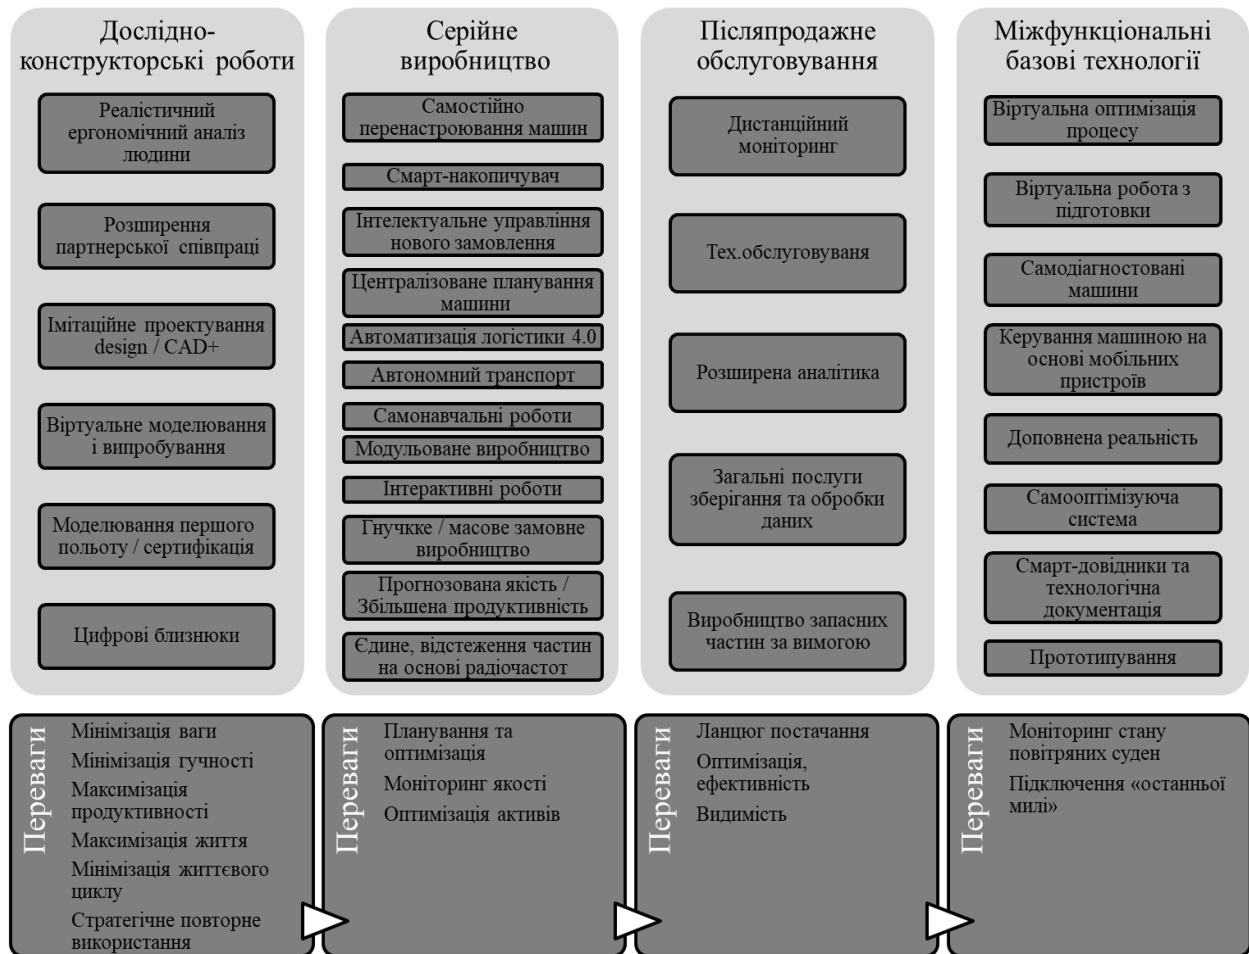 Дослідно-
конструкторські роботи
Реалістичний
ергономічний аналіз
людини
Розширення
партнерської співпраці
Імітаційне проектування
design / CAD+
Віртуальне моделювання
і випробування
Моделювання першого
польоту / сертифікація
Цифрові близнюки
Серійне
виробництво
Самостійно
перенастроювання машин
Смарт-накопичувач
Інтелектуальне управління
нового замовлення
Централізоване планування
машини
Автоматизація логістики 4.0
Автономний транспорт
Самонавчальні роботи
Модульоване виробництво
Інтерактивні роботи
Гнучкке / масове замовне
виробництво
Прогнозована якість /
Збільшена продуктивність
Єдине, відстеження частин
на основі радіочастот
Післяпродажне
обслуговування
Дистанційний
моніторинг
Тех.обслуговуваня
Розширена аналітика
Загальні послуги
зберігання та обробки
даних
Виробництво запасних
частин за вимогою
Міжфункціональні
базові технології
Віртуальна оптимізація
процесу
Віртуальна робота з
підготовки
Самодіагностовані
машини
Керування машиною на
основі мобільних
пристроїв
Доповнена реальність
Самооптимізуюча
система
Смарт-довідники та
технологічна
документація
Прототипування
Переваги
Мінімізація ваги
Мінімізація гучності
Максимізація
продуктивності
Максимізація життя
Мінімізація життєвого
циклу
Стратегічне повторне
використання
Переваги
Планування та
оптимізація
Моніторинг якості
Оптимізація активів
Переваги
Ланцюг постачання
Оптимізація,
ефективність
Видимість
Переваги
Моніторинг стану
повітряних суден
Підключення «останньої
милі»